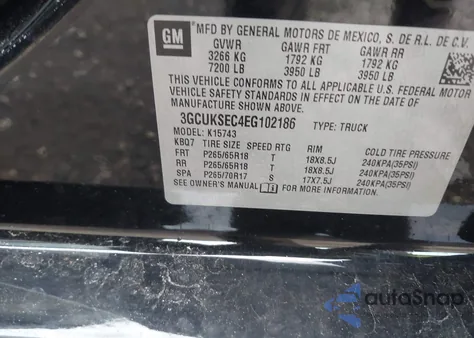 GM
BY GENERAL MOTORS DE MEXICO, S. DE R.L. DE C.V.
GVWR GAWR FRT GAWR RR
3266 KG 1792 KG 1792 KG
7200 LB 3950 LB 3950 LB
THIS VEHICLE CONFORMS TO ALL APPLICABLE U.S. FEDERAL MOTOR
VEHICLE SAFETY STANDARDS IN EFFECT ON THE DATE OF
3GCUKSEC4EG102186 TYPE: TRUCK
MODEL: K15743
KBQ7 TIRE SIZE SPEED RTG RIM COLD TIRE PRESSURE
FRT P265/65R18 T 18X8.5J 240KPA(35PSI)
RR P265/65R18 T 18X8.5J 240KPA(35PSI)
SPA P265/70R17 T 17X7.5J 240KPA(35PSI)
SEE OWNER'S MANUAL i FOR MORE INFORMATION.
autoSnap